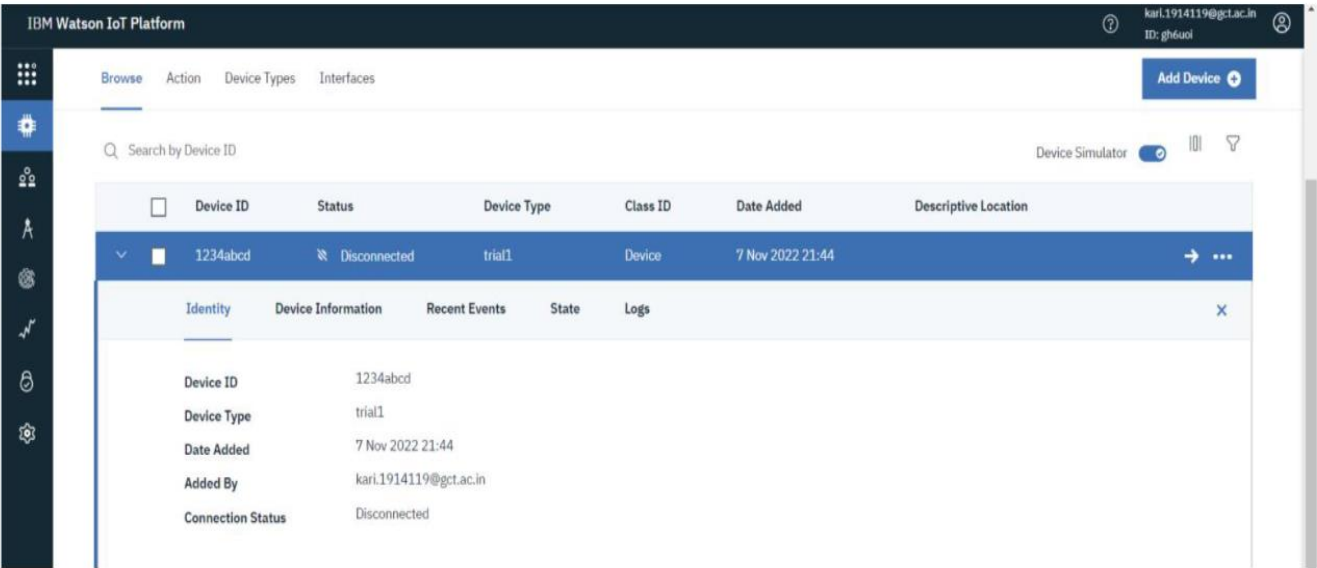 IBM Watson IoT Platform
kari.1914119@gct.ac.in
ID: gh6uoi
Browse Action Device Types Interfaces Add Device
Search by Device ID Device Simulator
Device ID Status Device Type Class ID Date Added Descriptive Location
1234abcd Disconnected trial1 Device 7 Nov 2022 21:44
Identity Device Information Recent Events State Logs
Device ID 1234abcd
Device Type trial1
Date Added 7 Nov 2022 21:44
Added By kari.1914119@gct.ac.in
Connection Status Disconnected